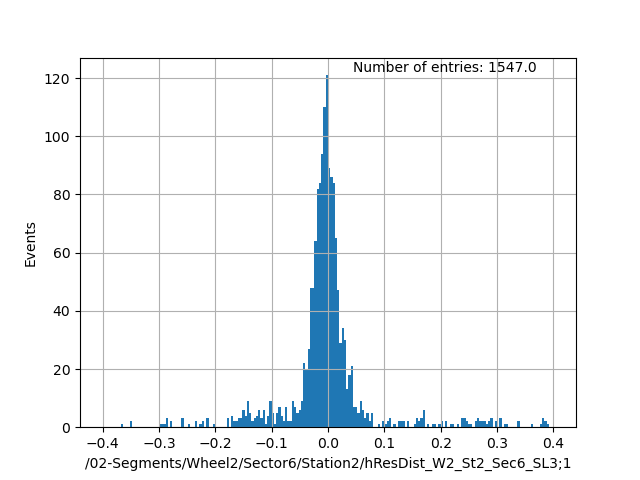 Number of entries: 1547.0
120
100
80
60
40
20
0
Events
−0.4 −0.3 −0.2 −0.1 0.0 0.1 0.2 0.3 0.4
/02-Segments/Wheel2/Sector6/Station2/hResDist_W2_St2_Sec6_SL3;1